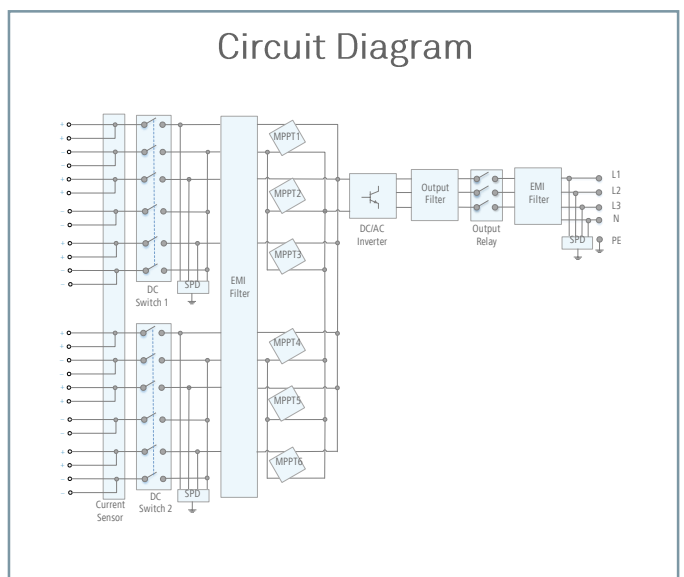 Circuit Diagram
+
+
−
−
+
+
−
−
+
+
−
−
DC
Switch 1
SPD
EMI
Filter
MPPT1
MPPT2
MPPT3
DC/AC
Inverter
Output
Filter
Output
Relay
EMI
Filter
L1
L2
L3
N
SPD
PE
+
+
−
−
+
+
−
−
+
+
−
−
Current
Sensor
DC
Switch 2
SPD
MPPT4
MPPT5
MPPT6